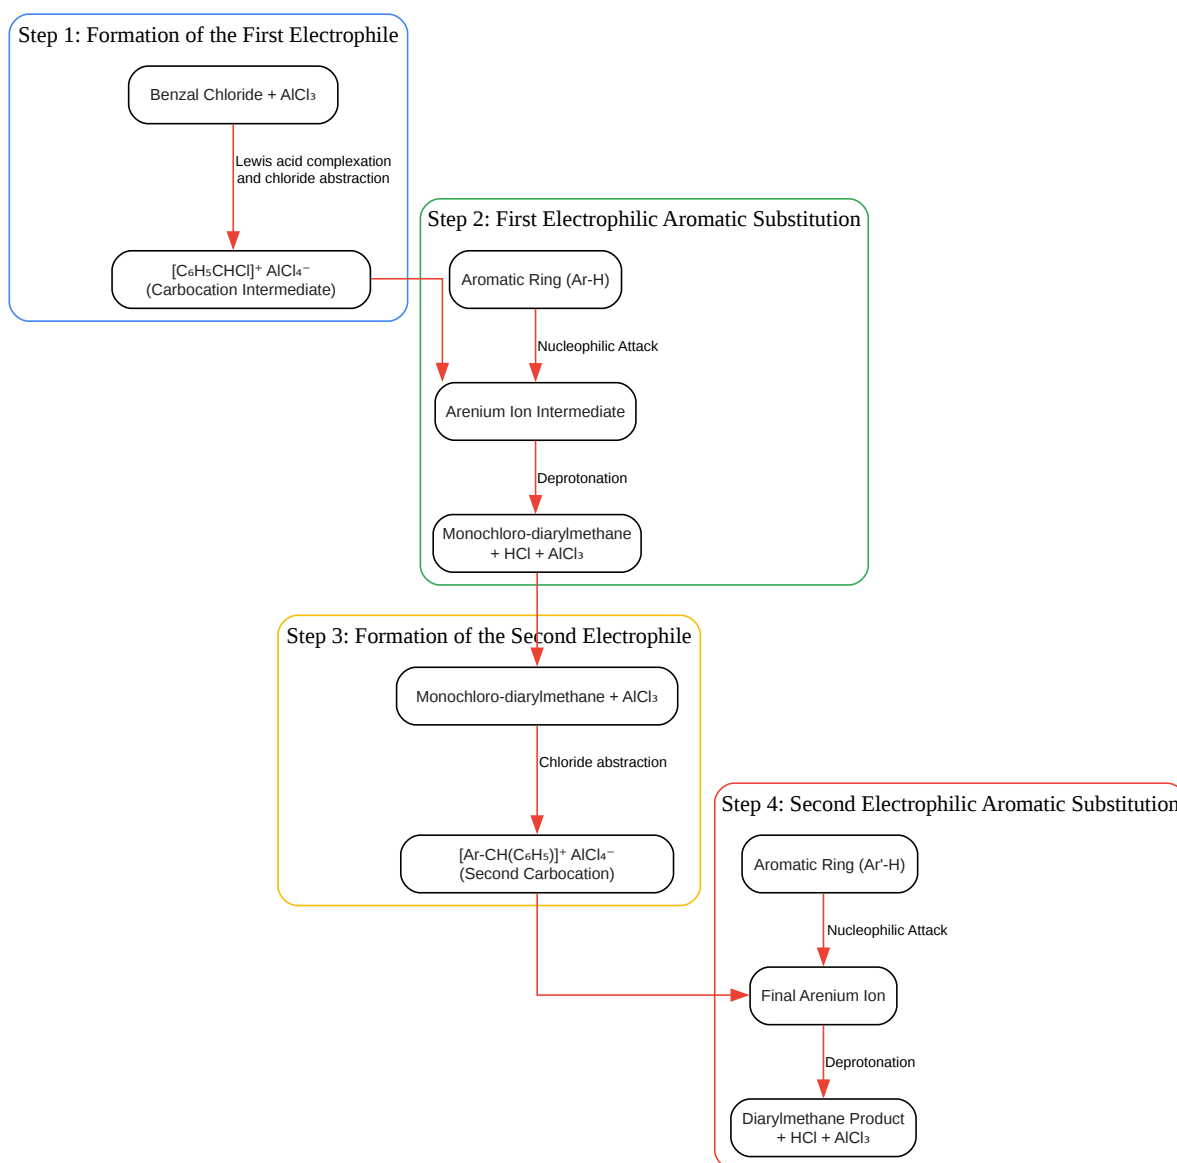 Step 1: Formation of the First Electrophile
Benzal Chloride + AlCl₃
Lewis acid complexation
and chloride abstraction
[C₆H₅CHCl]⁺ AlCl₄⁻
(Carbocation Intermediate)
Step 2: First Electrophilic Aromatic Substitution
Aromatic Ring (Ar-H)
Nucleophilic Attack
Arenium Ion Intermediate
Deprotonation
Monochloro-diarylmethane
+ HCl + AlCl₃
Step 3: Formation of the Second Electrophile
Monochloro-diarylmethane + AlCl₃
Chloride abstraction
[Ar-CH(C₆H₅)]⁺ AlCl₄⁻
(Second Carbocation)
Step 4: Second Electrophilic Aromatic Substitution
Aromatic Ring (Ar'-H)
Nucleophilic Attack
Final Arenium Ion
Deprotonation
Diarylmethane Product
+ HCl + AlCl₃